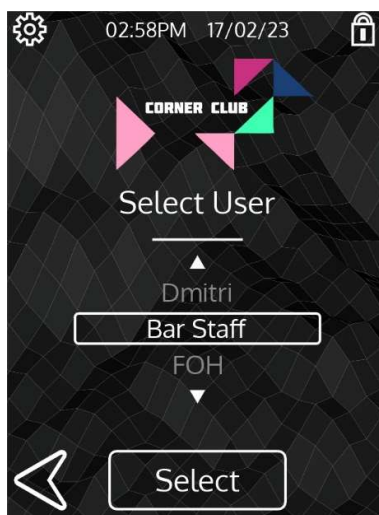 02:58PM 17/02/23
CORNER CLUB
Select User
Dmitri
Bar Staff
FOH
Select